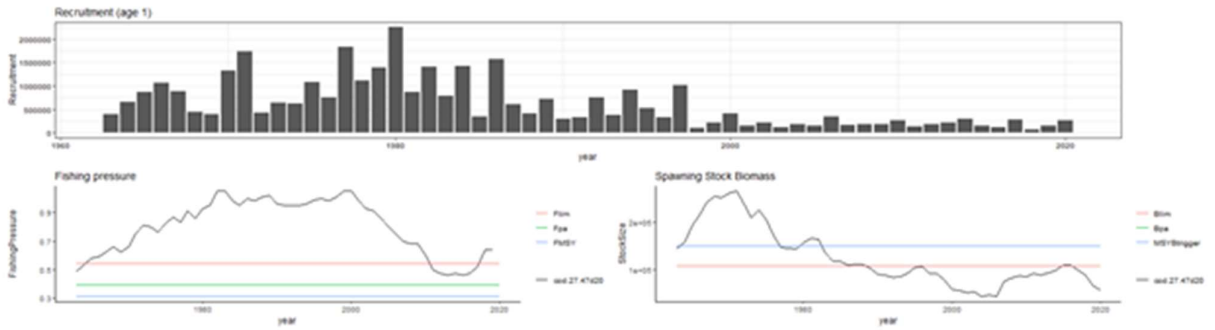 Recruitment (age 1)
Recruitment
2000000
1500000
1000000
500000
0
1960
1980
2000
2020
year
Fishing pressure
FishingPressure
0.9
0.7
0.5
0.3
1980
2000
2020
year
Flim
Fpa
FMSY
cod.27.47d20
Spawning Stock Biomass
StockSize
2e+05
1e+05
1980
2000
2020
year
Blim
Bpa
MSYBtrigger
cod.27.47d20